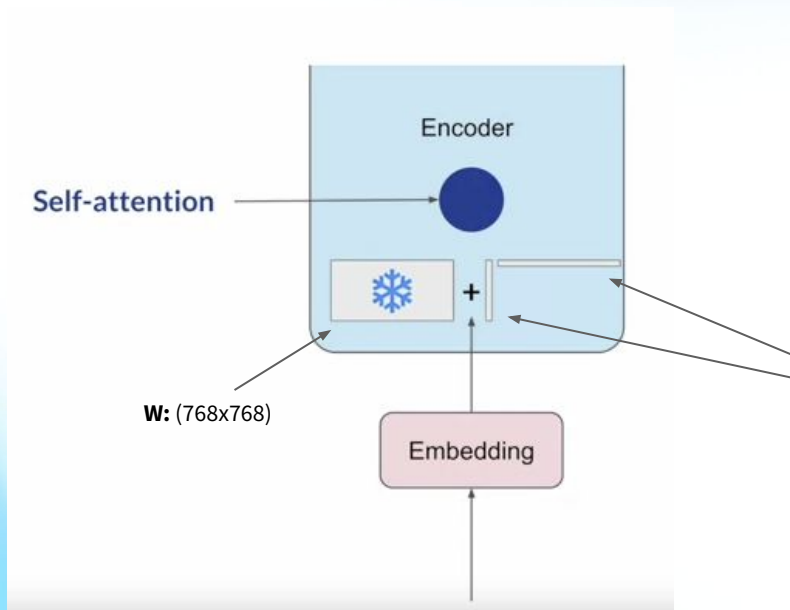 Encoder
Self-attention
+
W: (768x768)
Embedding